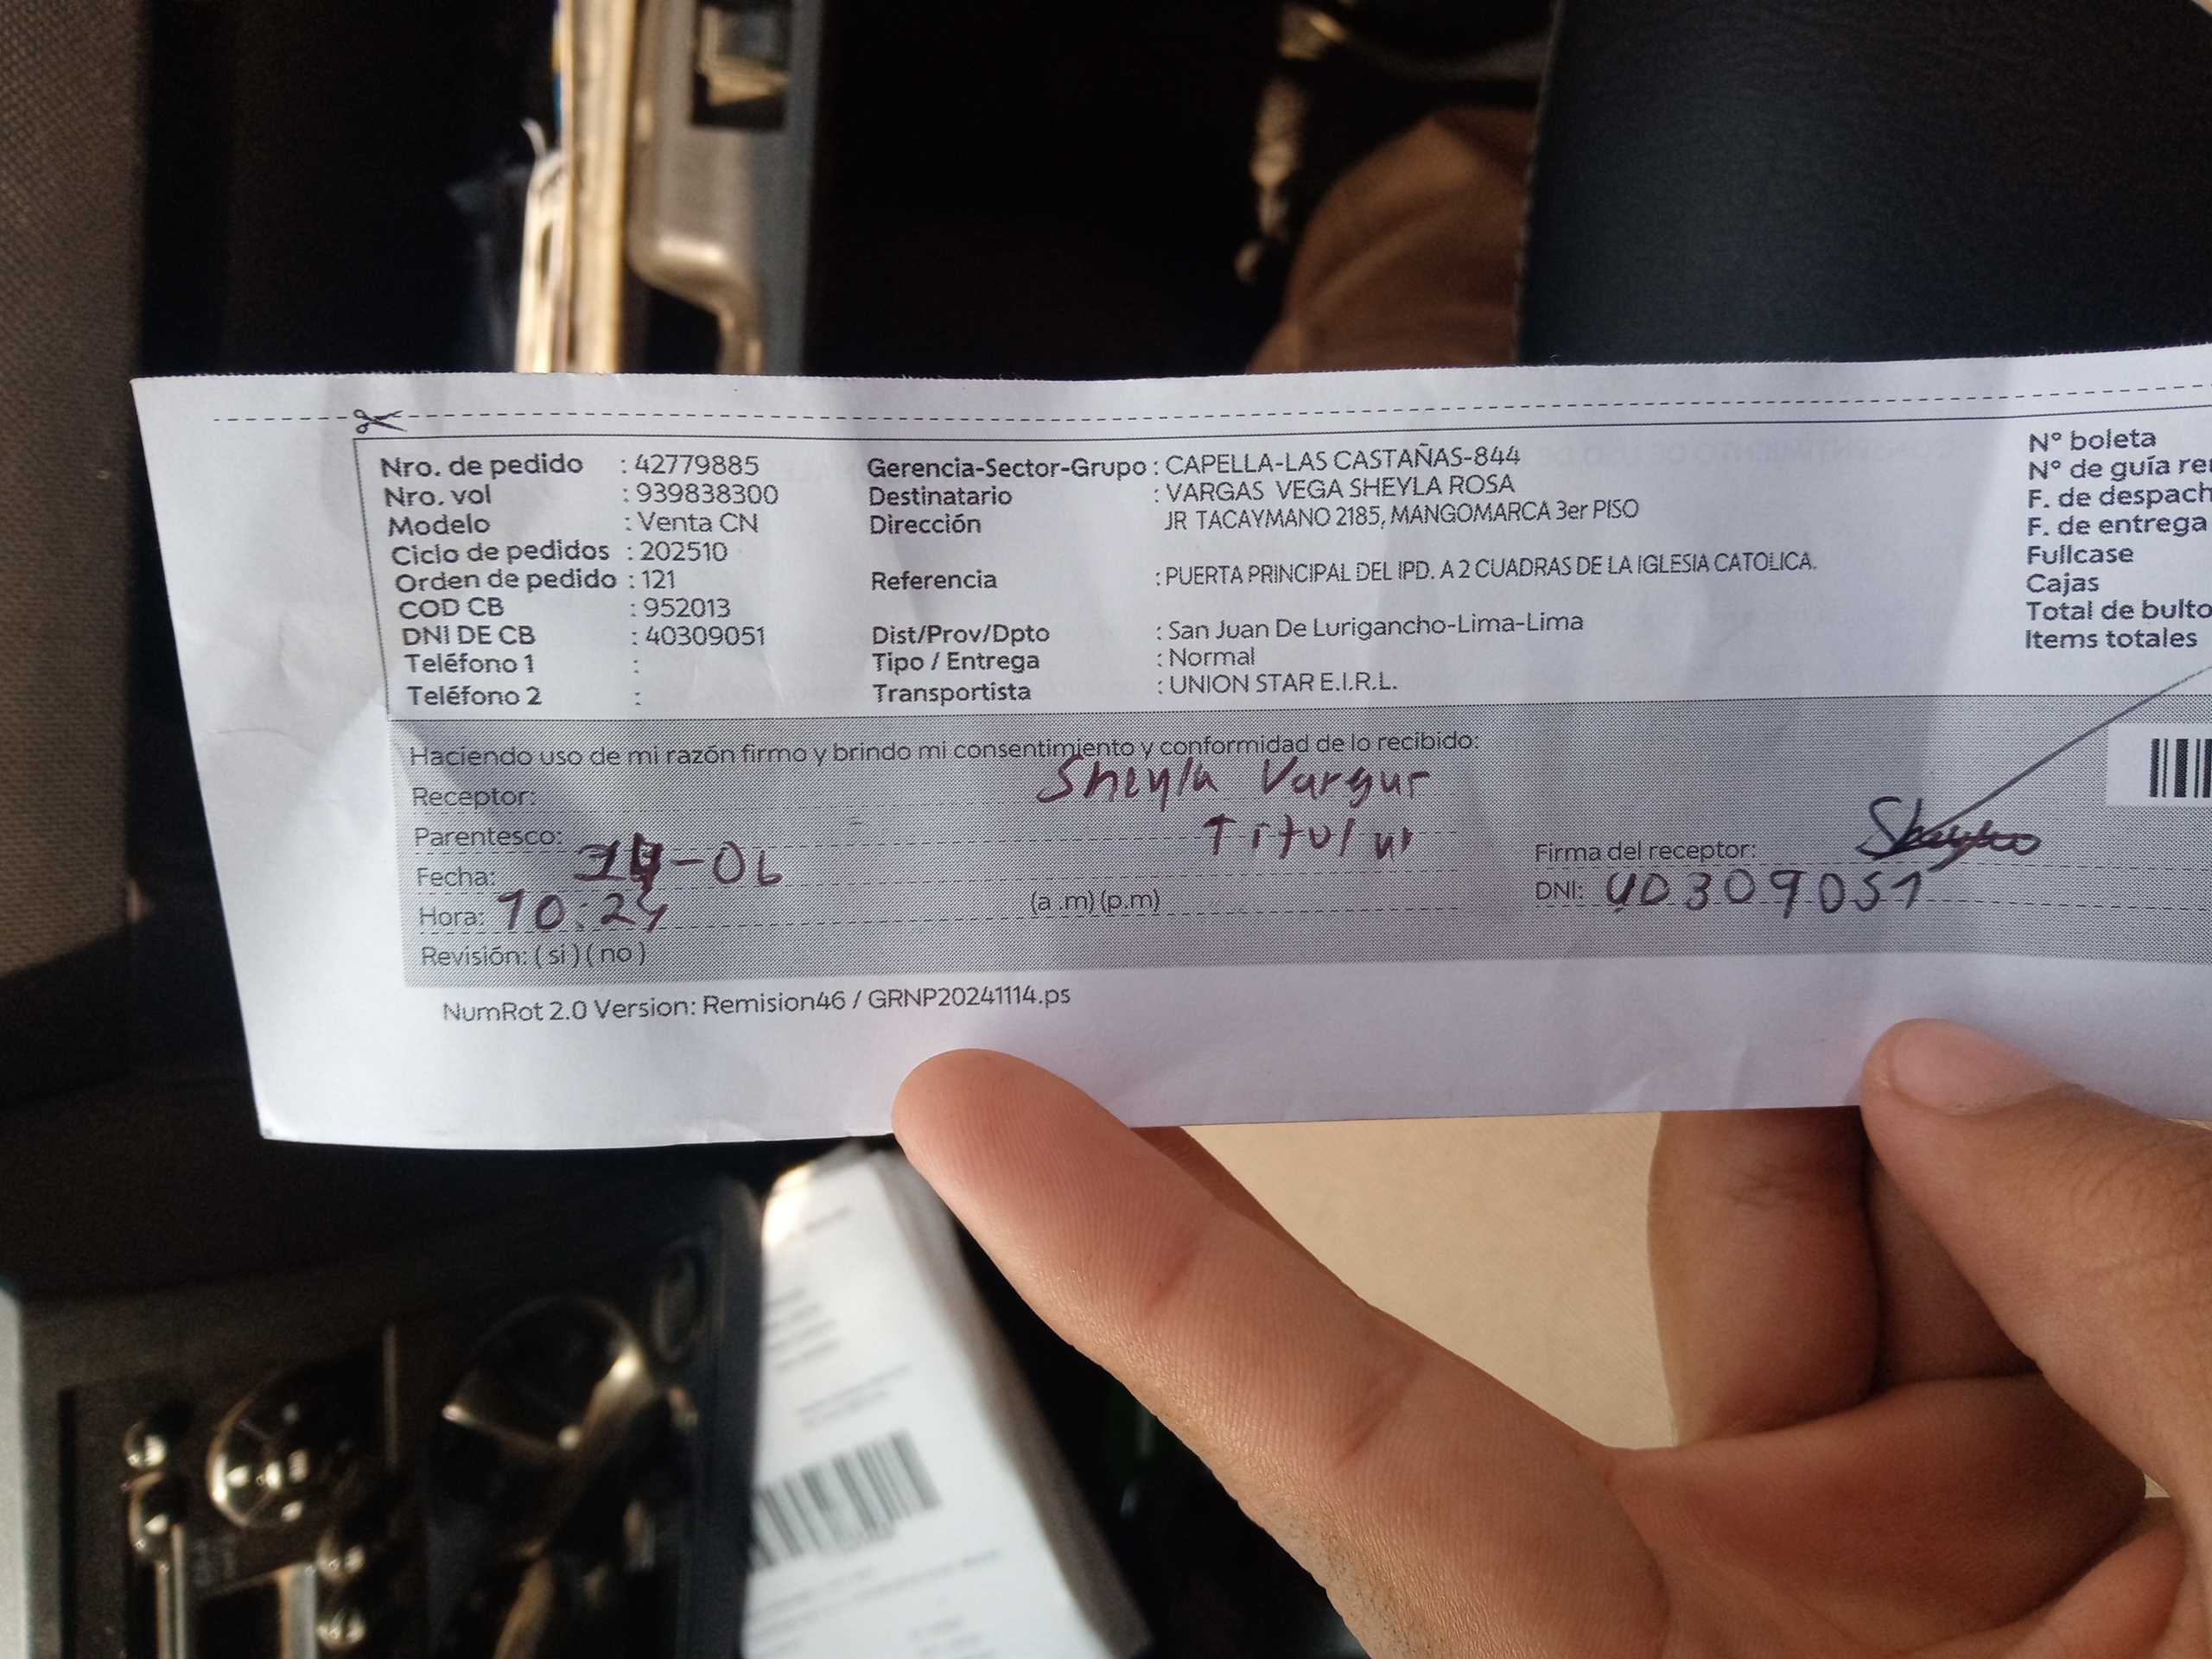 Nro. de pedido : 42779885
Nro. vol : 939838300
Modelo : Venta CN
Ciclo de pedidos : 202510
Orden de pedido : 121
COD CB : 952013
DNI DE CB : 40309051
Teléfono 1 :
Teléfono 2 :
Gerencia-Sector-Grupo : CAPELLA-LAS CASTAÑAS-844
Destinatario : VARGAS VEGA SHEYLA ROSA
Dirección JR TACAYMANO 2185, MANGOMARCA 3er PISO
Referencia : PUERTA PRINCIPAL DEL IPD. A 2 CUADRAS DE LA IGLESIA CATOLICA.
Dist/Prov/Dpto : San Juan De Lurigancho-Lima-Lima
Tipo / Entrega : Normal
Transportista : UNION STAR E.I.R.L.
N° boleta
N° de guía
F. de
F. de entrega
Fullcase
Cajas
Total de
Items totales
Haciendo uso de mi razón firmo y brindo mi consentimiento y conformidad de lo recibido:
Receptor: Sheyla Vargas
Parentesco: Titular
Fecha: -06
Hora: 10:24 (a .m) (p.m)
Revisión: ( si ) ( no )
Firma del receptor:
DNI: 40309051
NumRot 2.0 Version: Remision46 / GRNP20241114.ps